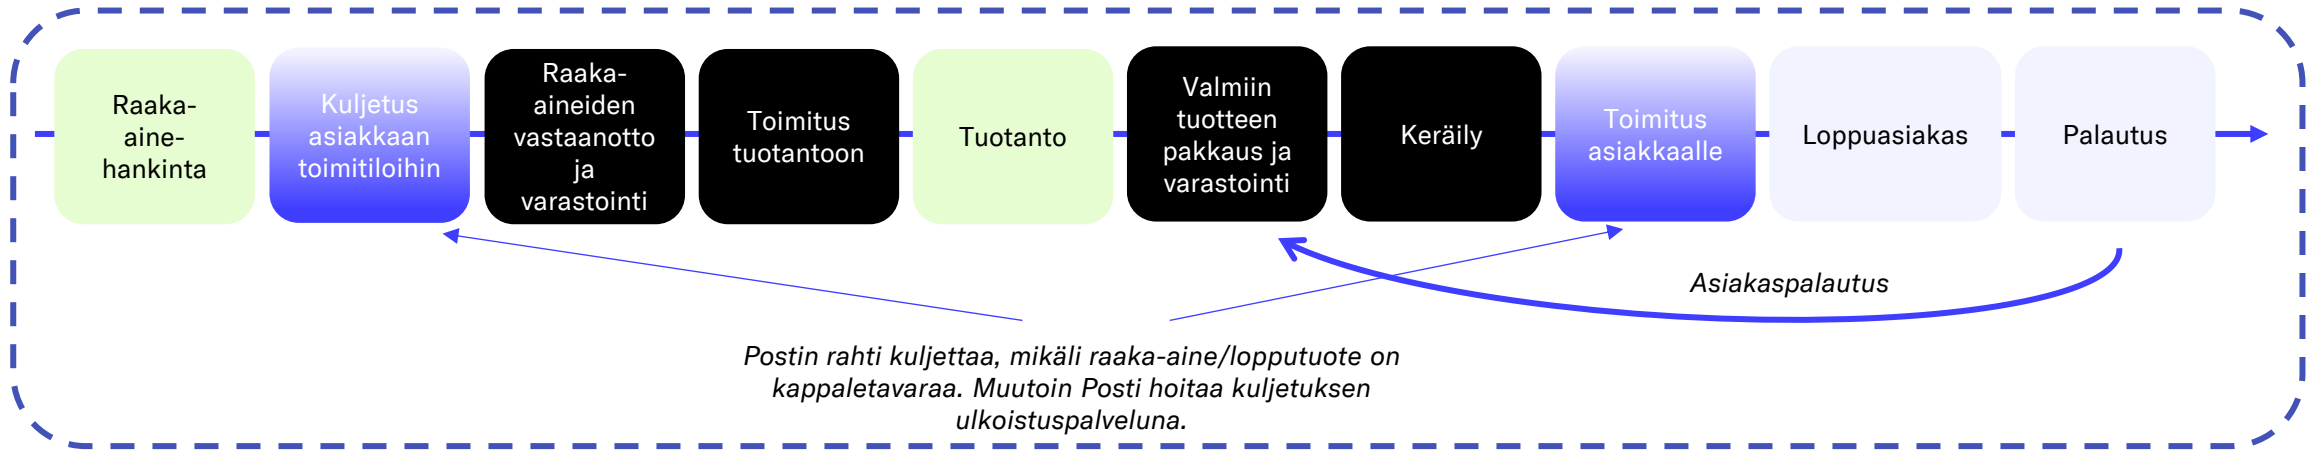 Raaka-
aine-
hankinta
Kuljetus
asiakkaan
toimitiloihin
Raaka-
aineiden
vastaanotto
ja
varastointi
Toimitus
tuotantoon
Tuotanto
Valmiin
tuotteen
pakkaus ja
varastointi
Keräily
Toimitus
asiakkaalle
Loppuasiakas
Palautus
Asiakaspalautus
Postin rahti kuljettaa, mikäli raaka-aine/lopputuote on
kappaletavaraa. Muutoin Posti hoitaa kuljetuksen
ulkoistuspalveluna.